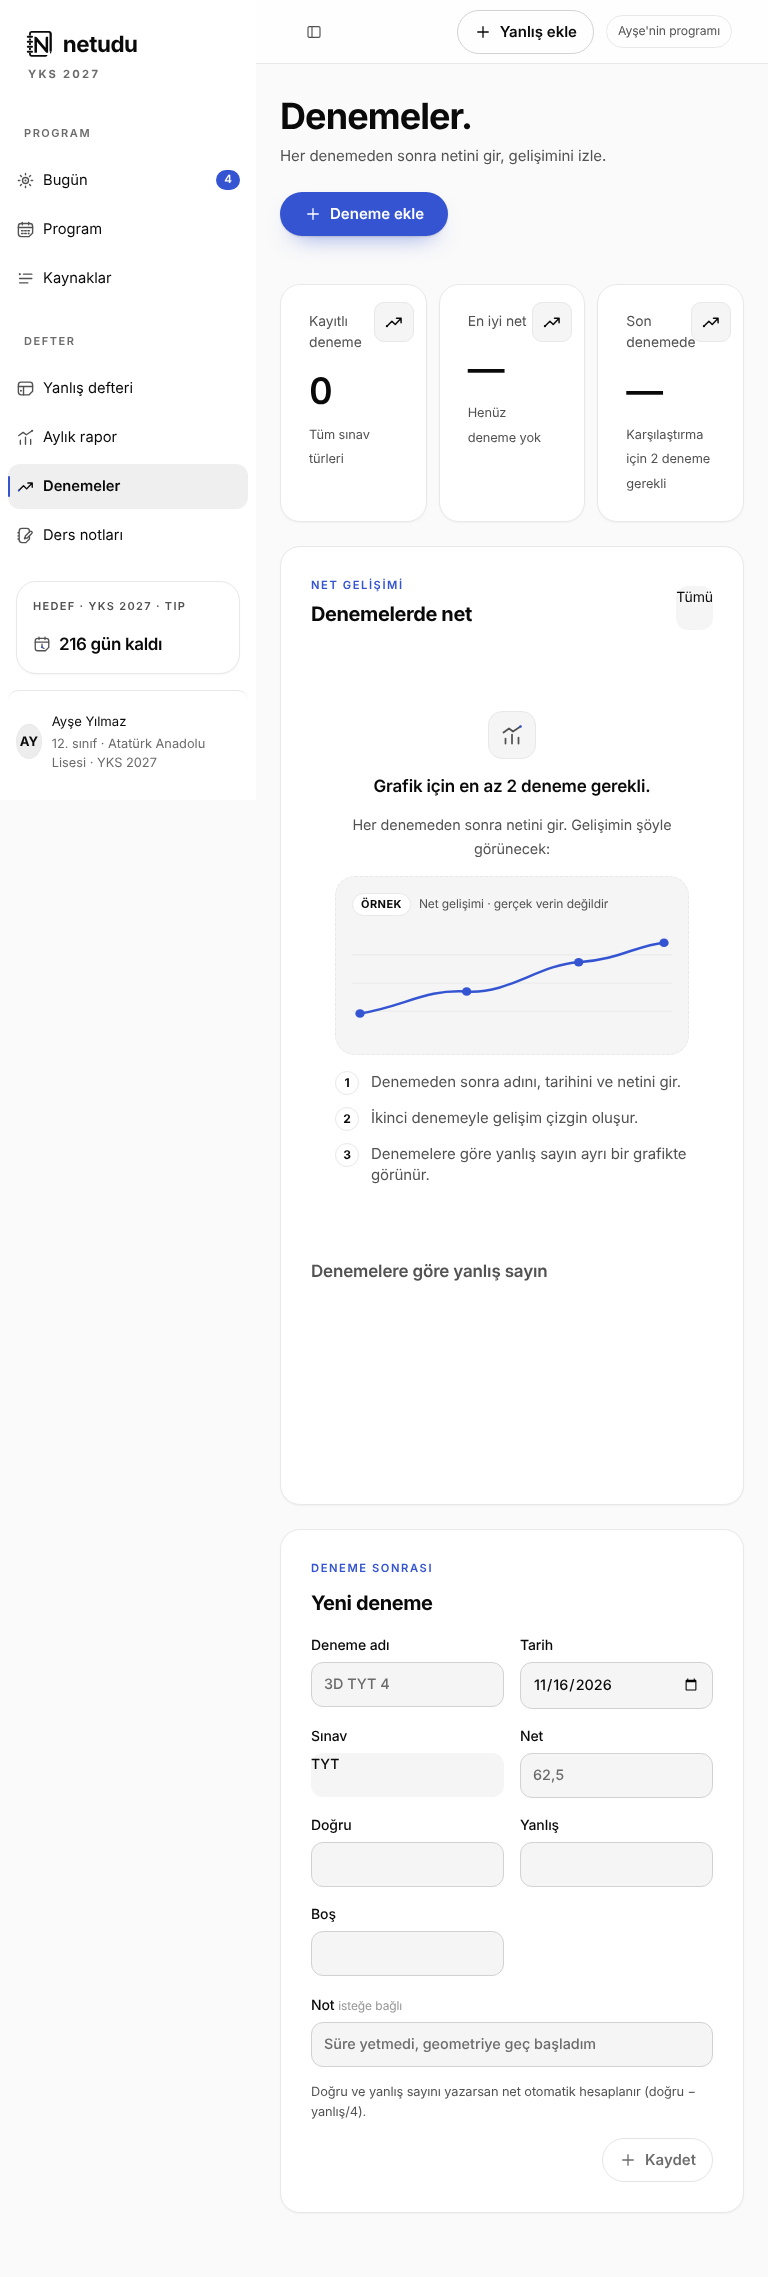 netudu
YKS 2027
PROGRAM
Bugün 4
Program
Kaynaklar
DEFTER
Yanlış defteri
Aylık rapor
Denemeler
Ders notları
HEDEF · YKS 2027 · TIP
216 gün kaldı
AY
Ayşe Yılmaz
12. sınıf · Atatürk Anadolu
Lisesi · YKS 2027
Yanlış ekle
Ayşe'nin programı
Denemeler.
Her denemeden sonra netini gir, gelişimini izle.
Deneme ekle
Kayıtlı
deneme
0
Tüm sınav
türleri
En iyi net
—
Henüz
deneme yok
Son
denemede
—
Karşılaştırma
için 2 deneme
gerekli
NET GELİŞİMİ
Denemelerde net
Tümü
Grafik için en az 2 deneme gerekli.
Her denemeden sonra netini gir. Gelişimin şöyle
görünecek:
ÖRNEK Net gelişimi · gerçek verin değildir
1 Denemeden sonra adını, tarihini ve netini gir.
2 İkinci denemeyle gelişim çizgin oluşur.
3 Denemelere göre yanlış sayın ayrı bir grafikte
görünür.
Denemelere göre yanlış sayın
DENEME SONRASI
Yeni deneme
Deneme adı
3D TYT 4
Tarih
11/16/2026
Sınav
TYT
Net
62,5
Doğru
Yanlış
Boş
Not isteğe bağlı
Süre yetmedi, geometriye geç başladım
Doğru ve yanlış sayını yazarsan net otomatik hesaplanır (doğru −
yanlış/4).
Kaydet